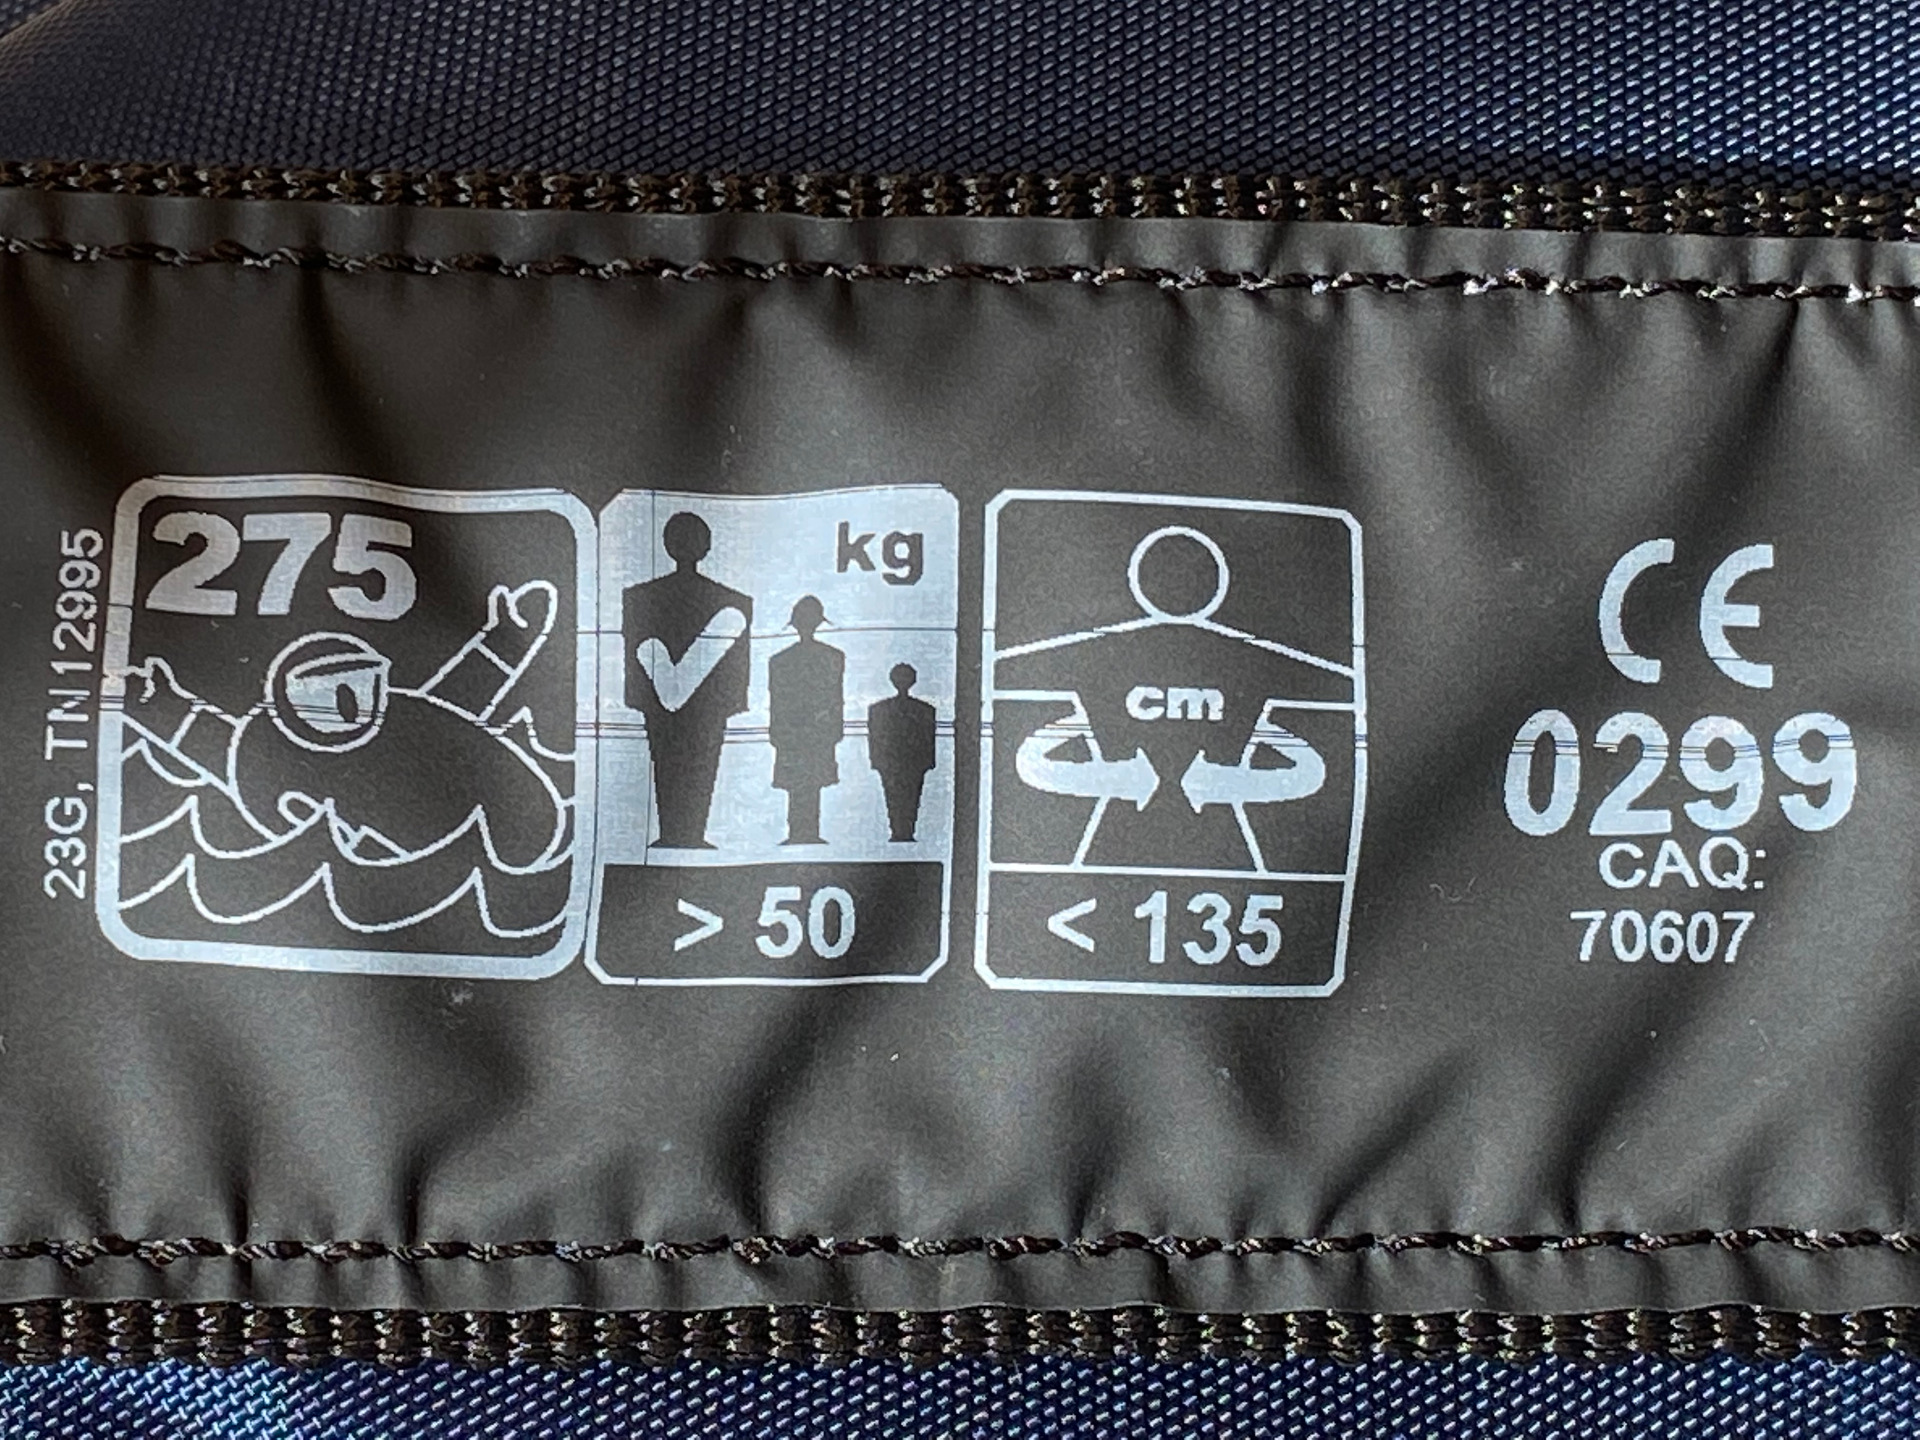 23G, TN12995
275
kg
> 50
cm
< 135
CE
0299
CAQ:
70607